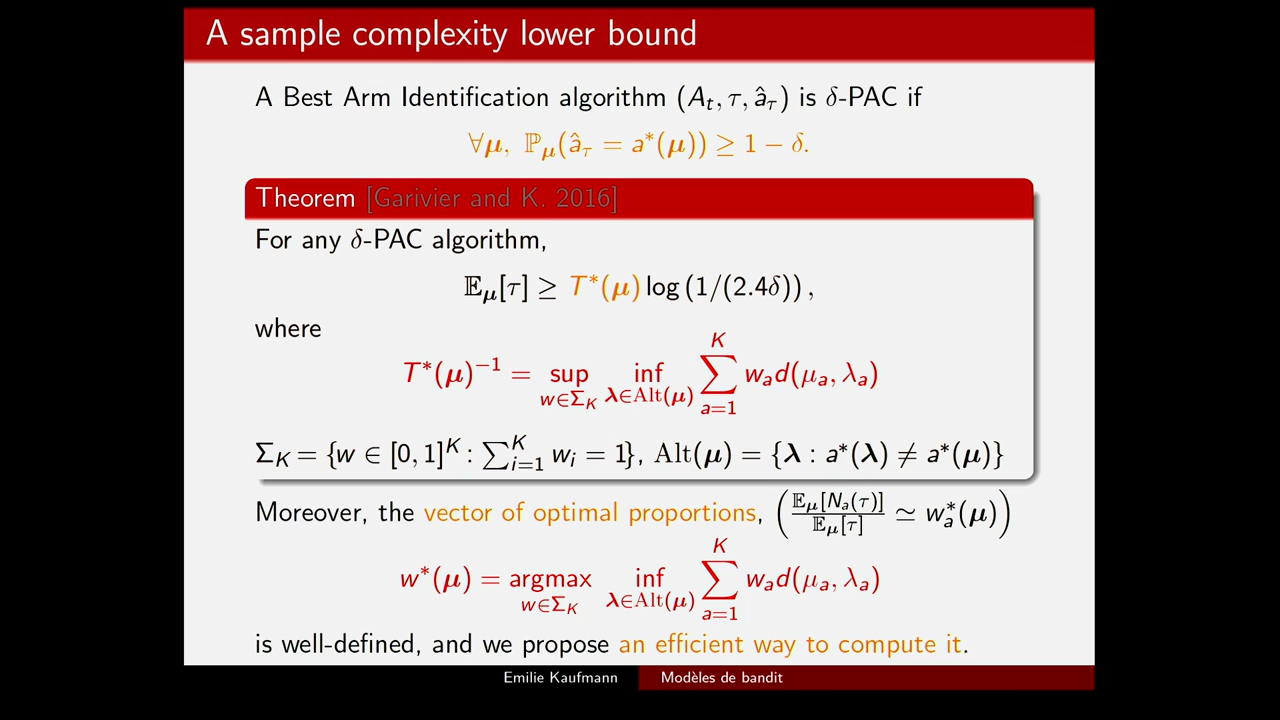 A sample complexity lower bound
A Best Arm Identification algorithm (Aₜ, τ, â_τ) is δ-PAC if
∀μ, ℙ_μ(â_τ = a*(μ)) ≥ 1 − δ.
Theorem [Garivier and K. 2016]
For any δ-PAC algorithm,
𝔼_μ[τ] ≥ T*(μ) log (1/(2.4δ)) ,
where
T*(μ)⁻¹ = sup_{w∈Σ_K} inf_{λ∈Alt(μ)} ∑_{a=1}^{K} w_a d(μ_a, λ_a)
Σ_K = {w ∈ [0, 1]^K : ∑_{i=1}^{K} w_i = 1}, Alt(μ) = {λ : a*(λ) ≠ a*(μ)}
Moreover, the vector of optimal proportions, (𝔼_μ[N_a(τ)] / 𝔼_μ[τ] ≃ w*_a(μ))
w*(μ) = argmax_{w∈Σ_K} inf_{λ∈Alt(μ)} ∑_{a=1}^{K} w_a d(μ_a, λ_a)
is well-defined, and we propose an efficient way to compute it.
Emilie Kaufmann Modèles de bandit